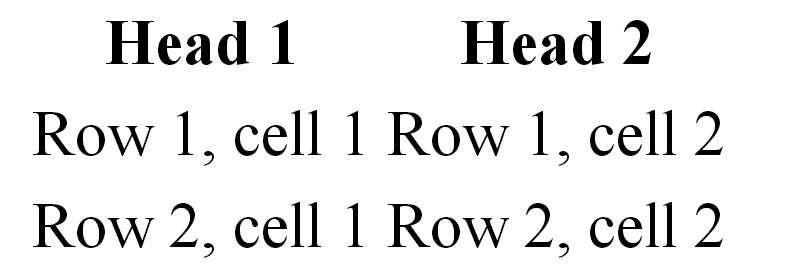 Head 1 Head 2
Row 1, cell 1 Row 1, cell 2
Row 2, cell 1 Row 2, cell 2